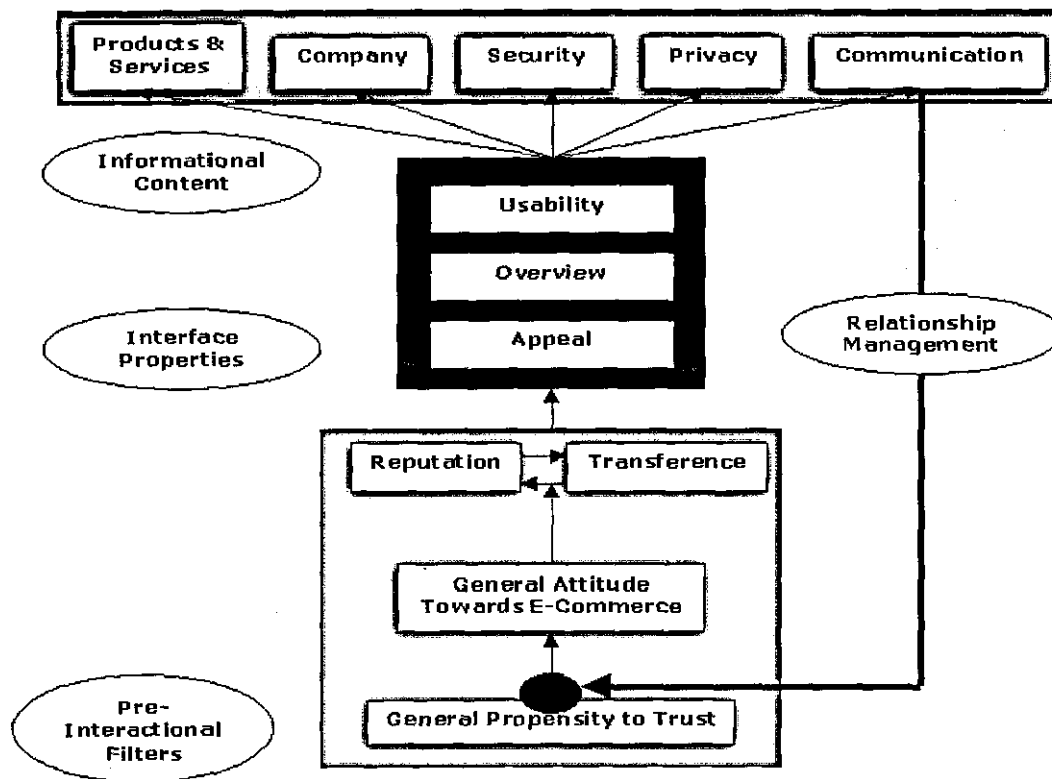 Products &
Services
Company
Security
Privacy
Communication
Informational
Content
Usability
Overview
Appeal
Interface
Properties
Relationship
Management
Reputation
Transference
General Attitude
Towards E-Commerce
General Propensity to Trust
Pre-
Interactional
Filters